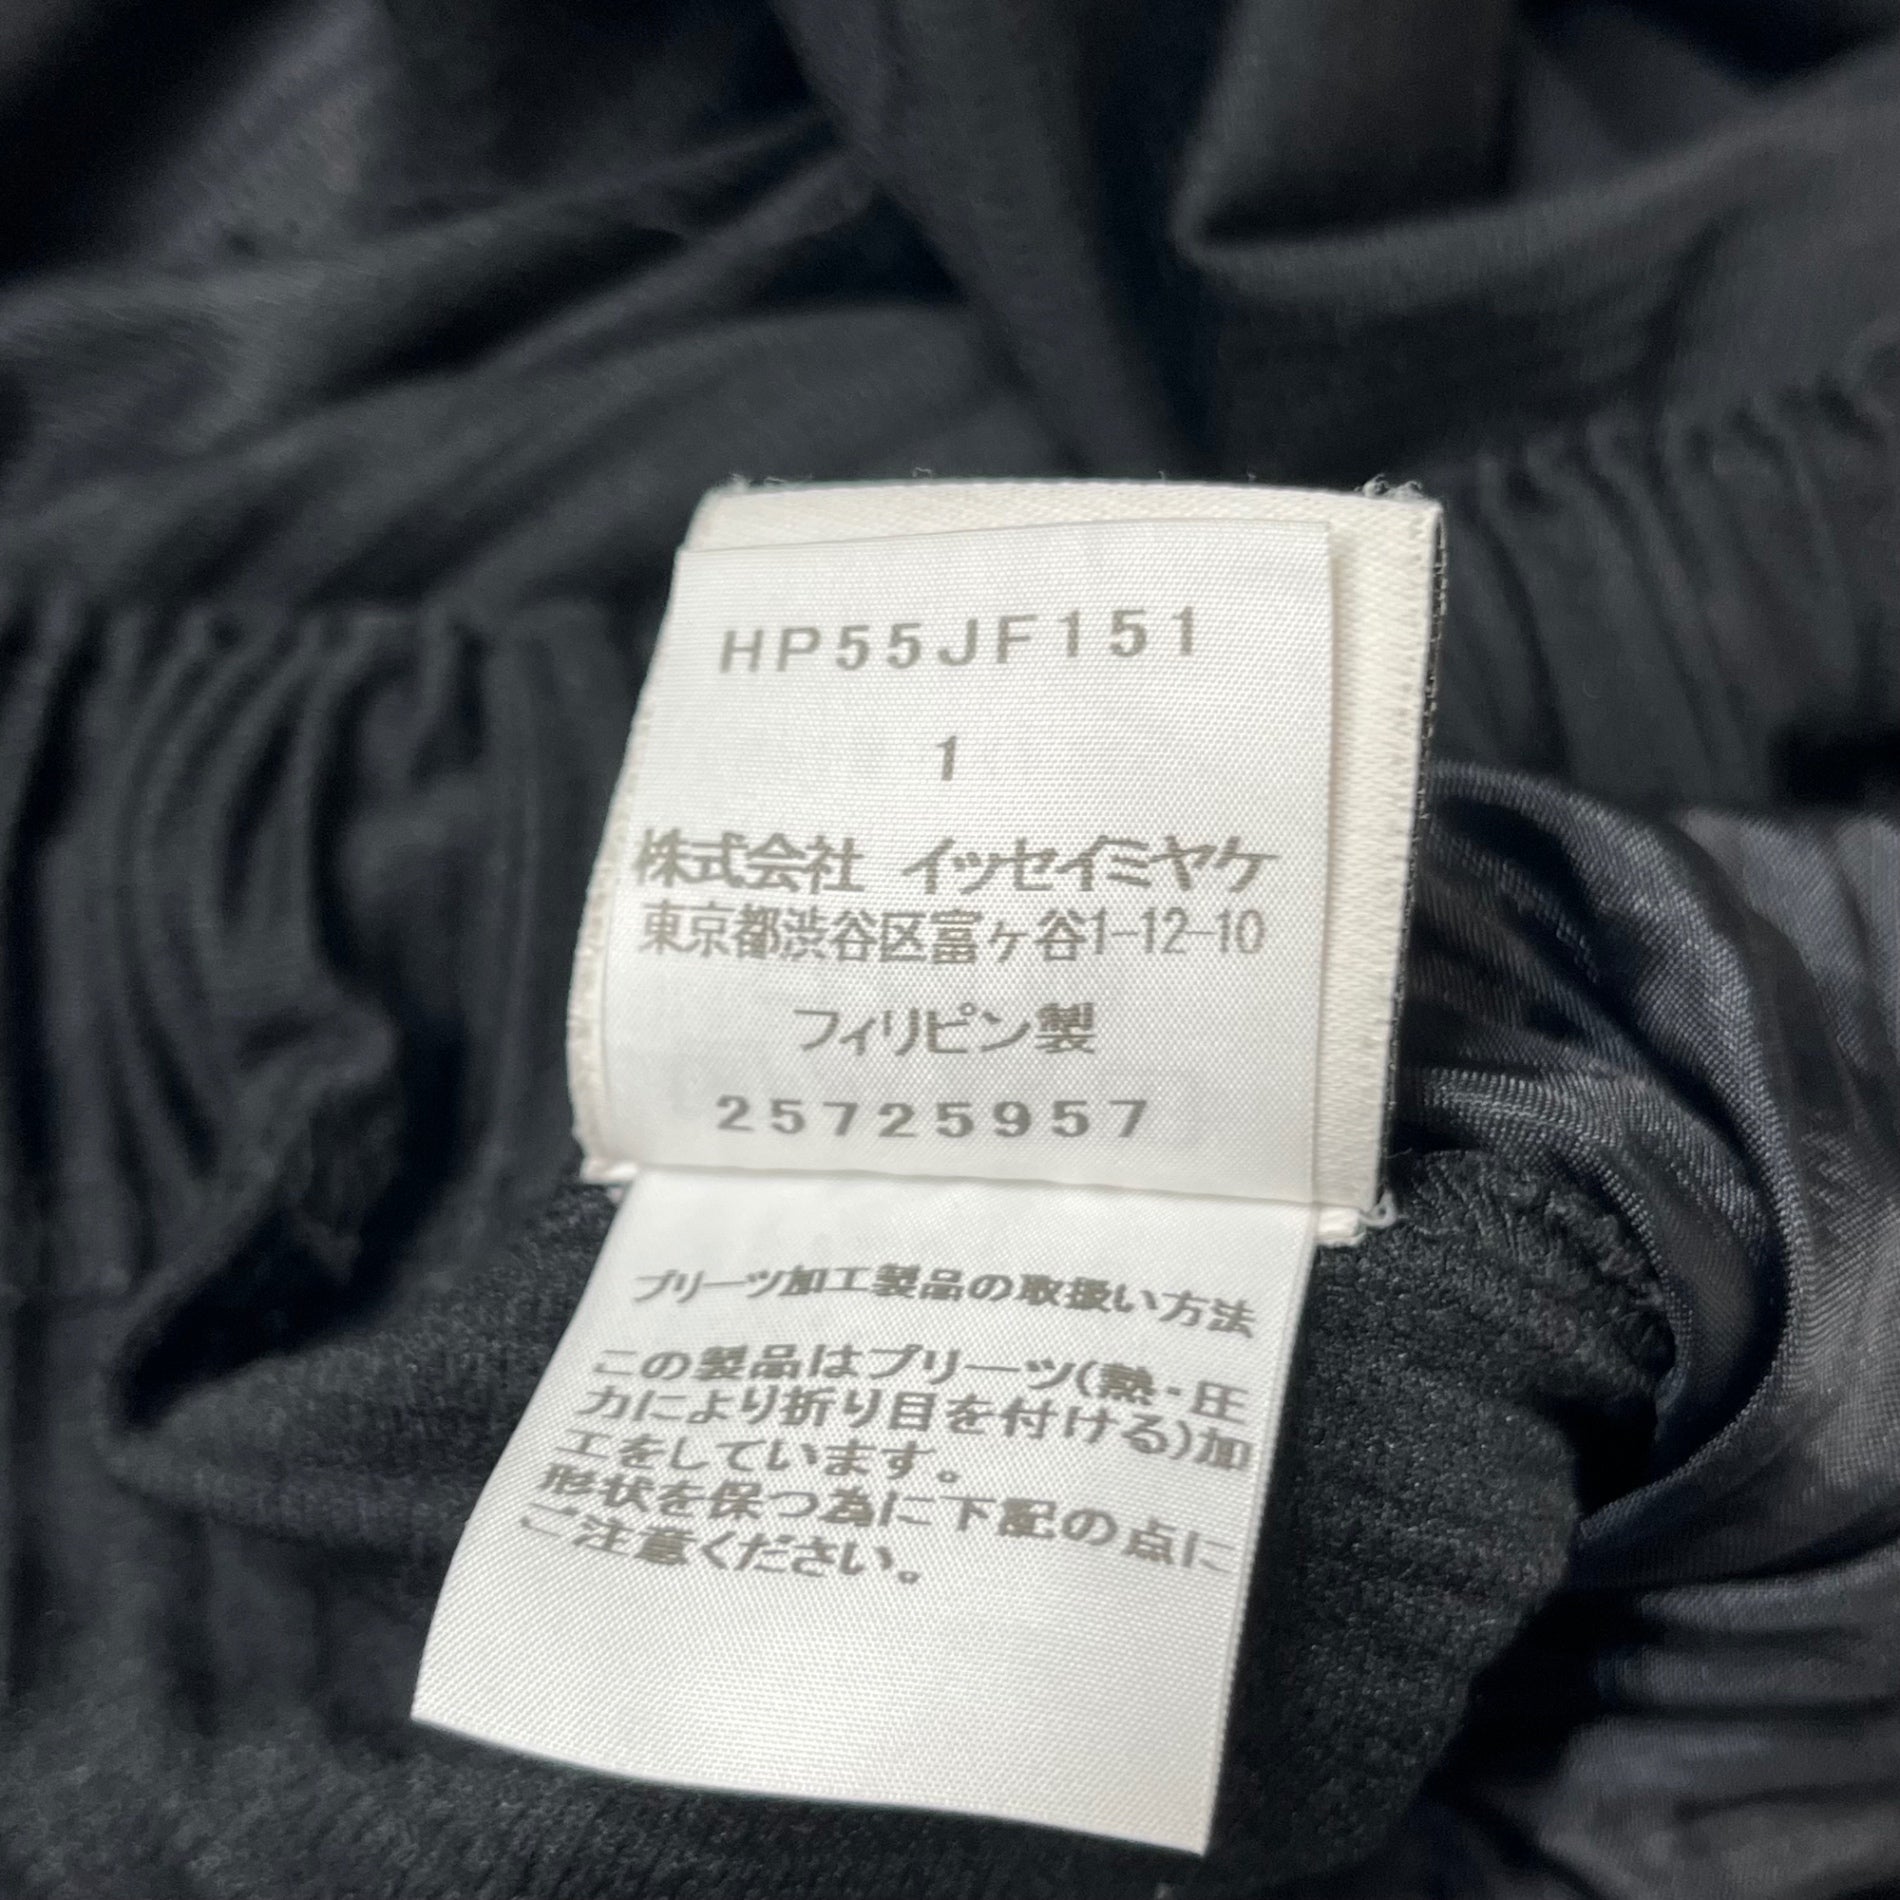 HP55JF151
1
株式会社 イッセイミヤケ
東京都渋谷区富ヶ谷1-12-10
フィリピン製
25725957
プリーツ加工製品の取扱い方法
この製品はプリーツ(熱・圧
力により折り目を付ける)加
工をしています。
形状を保つ為に下記の点に
ご注意ください。